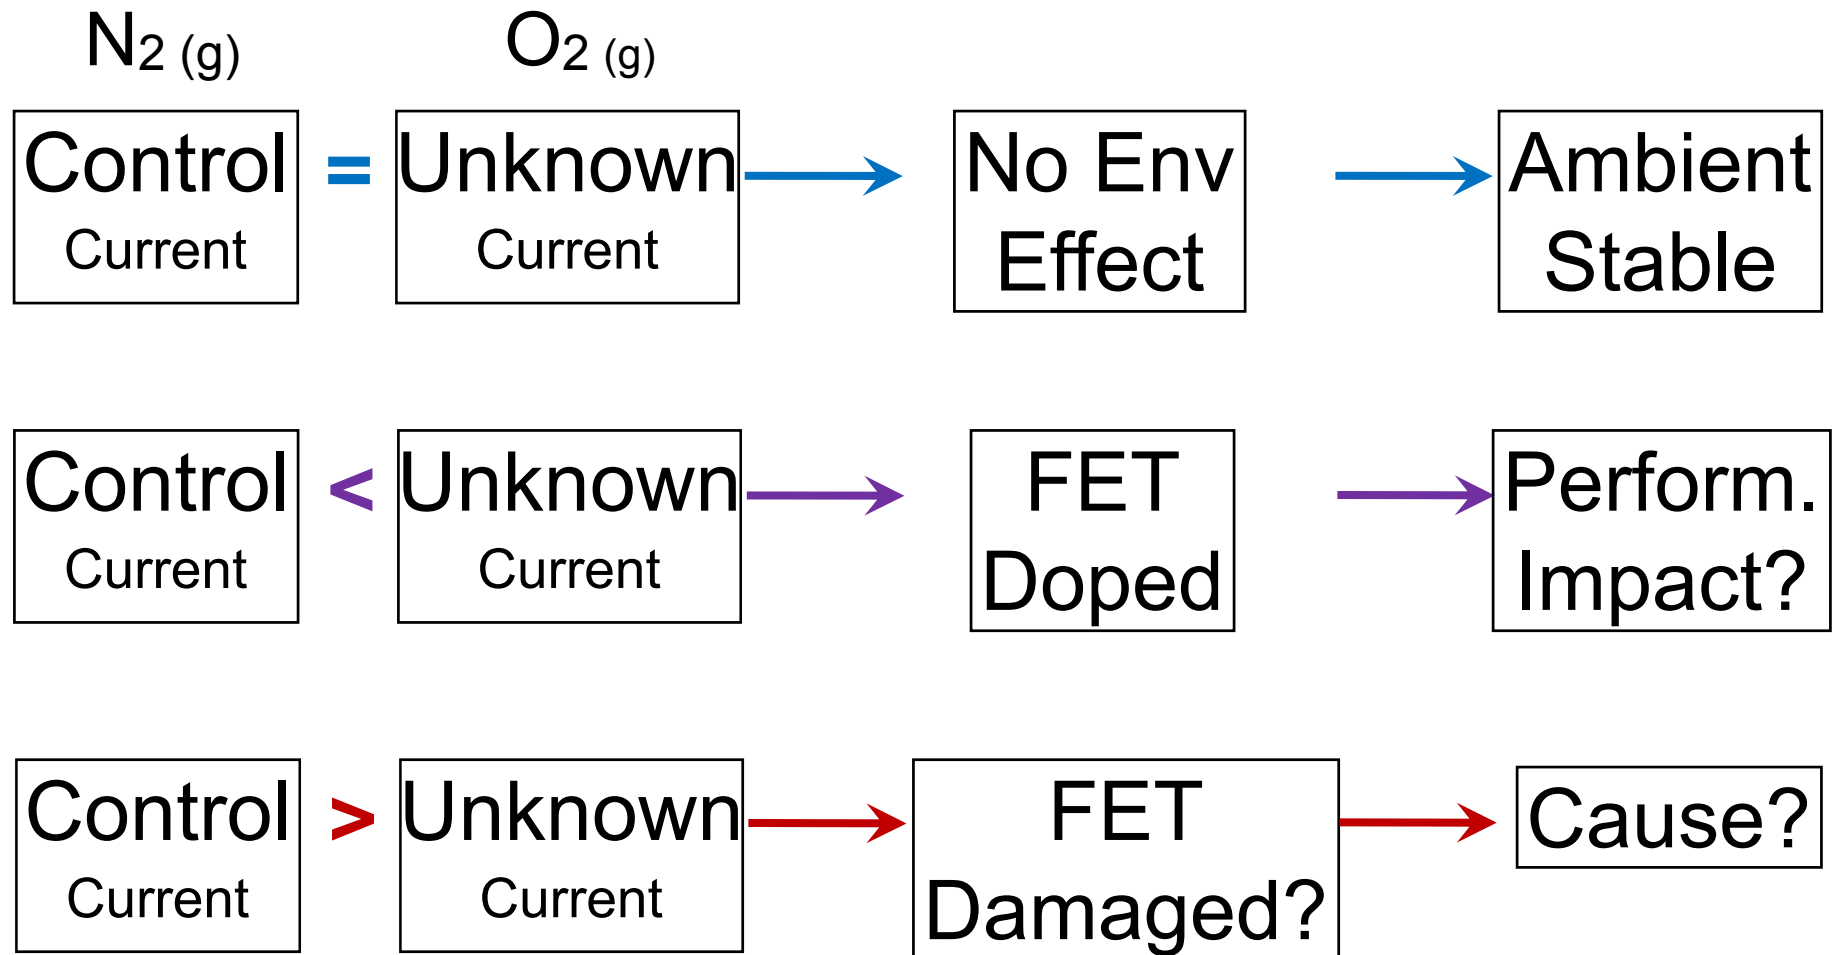 N2 (g) O2 (g)
Control = Unknown No Env Ambient
Current Current Effect Stable
Control < Unknown FET Perform.
Current Current Doped Impact?
Control > Unknown FET Cause?
Current Current Damaged?